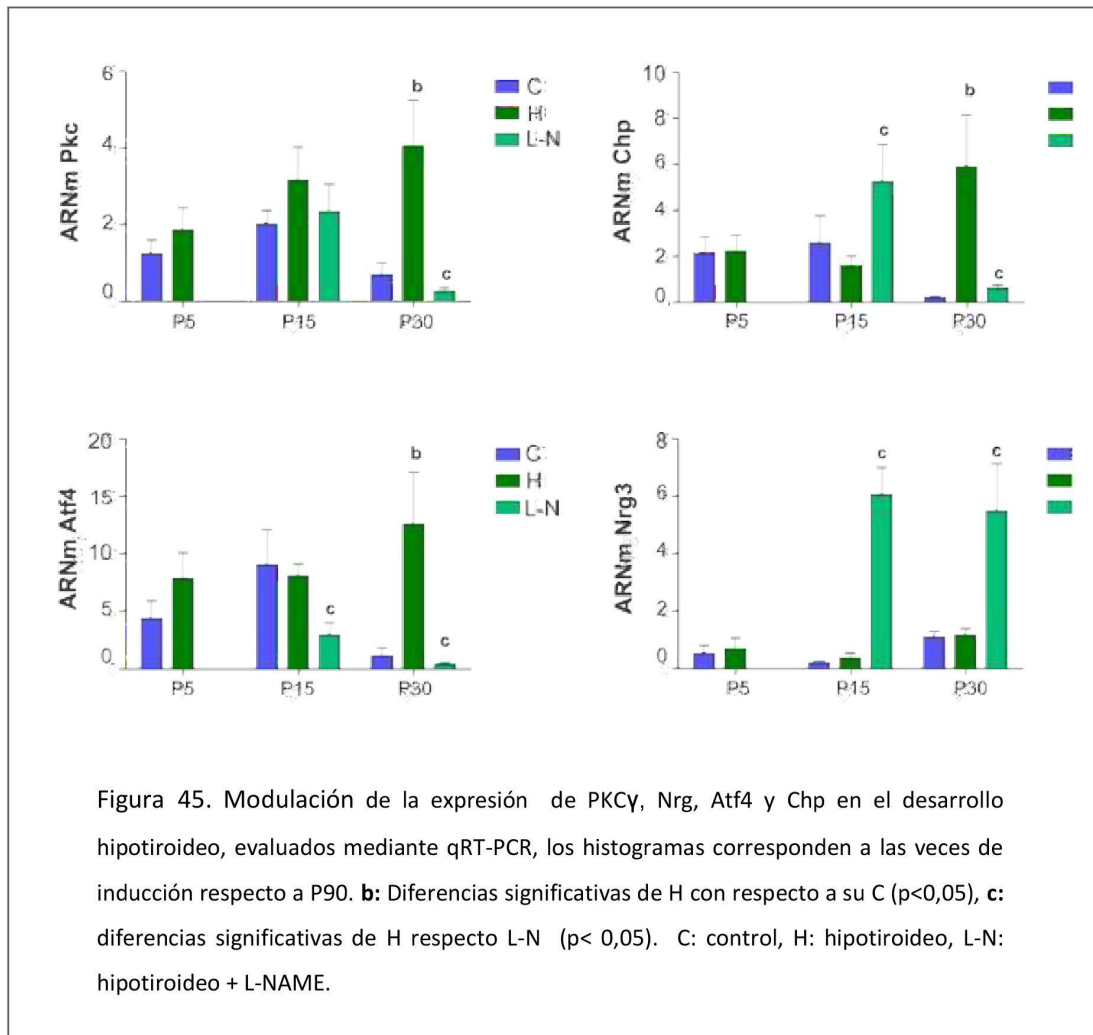 ARNm Pkc
6
4
2
0
b
c
P5
P15
P30
C
H
L-N
ARNm Chp
10
8
6
4
2
0
c
b
c
P5
P15
P30
ARNm Atf4
20
15
10
5
0
c
b
c
P5
P15
P30
C
H
L-N
ARNm Nrg3
8
6
4
2
0
c
c
P5
P15
P30
Figura 45. Modulación de la expresión de PKCγ, Nrg, Atf4 y Chp en el desarrollo
hipotiroideo, evaluados mediante qRT-PCR, los histogramas corresponden a las veces de
inducción respecto a P90. b: Diferencias significativas de H con respecto a su C (p<0,05), c:
diferencias significativas de H respecto L-N (p< 0,05). C: control, H: hipotiroideo, L-N:
hipotiroideo + L-NAME.